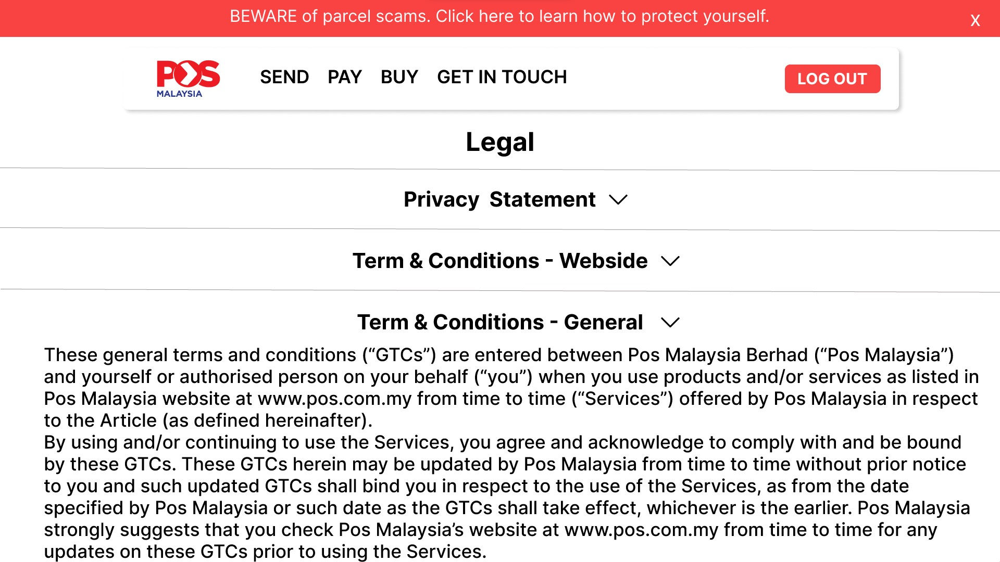 BEWARE of parcel scams. Click here to learn how to protect yourself.
X
POS
MALAYSIA
SEND PAY BUY GET IN TOUCH
LOG OUT
Legal
Privacy Statement
Term & Conditions - Webside
Term & Conditions - General
These general terms and conditions (“GTCs”) are entered between Pos Malaysia Berhad (“Pos Malaysia”)
and yourself or authorised person on your behalf (“you”) when you use products and/or services as listed in
Pos Malaysia website at www.pos.com.my from time to time (“Services”) offered by Pos Malaysia in respect
to the Article (as defined hereinafter).
By using and/or continuing to use the Services, you agree and acknowledge to comply with and be bound
by these GTCs. These GTCs herein may be updated by Pos Malaysia from time to time without prior notice
to you and such updated GTCs shall bind you in respect to the use of the Services, as from the date
specified by Pos Malaysia or such date as the GTCs shall take effect, whichever is the earlier. Pos Malaysia
strongly suggests that you check Pos Malaysia’s website at www.pos.com.my from time to time for any
updates on these GTCs prior to using the Services.